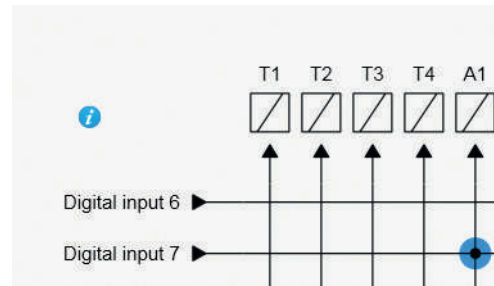 T1 T2 T3 T4 A1
i
Digital input 6
Digital input 7